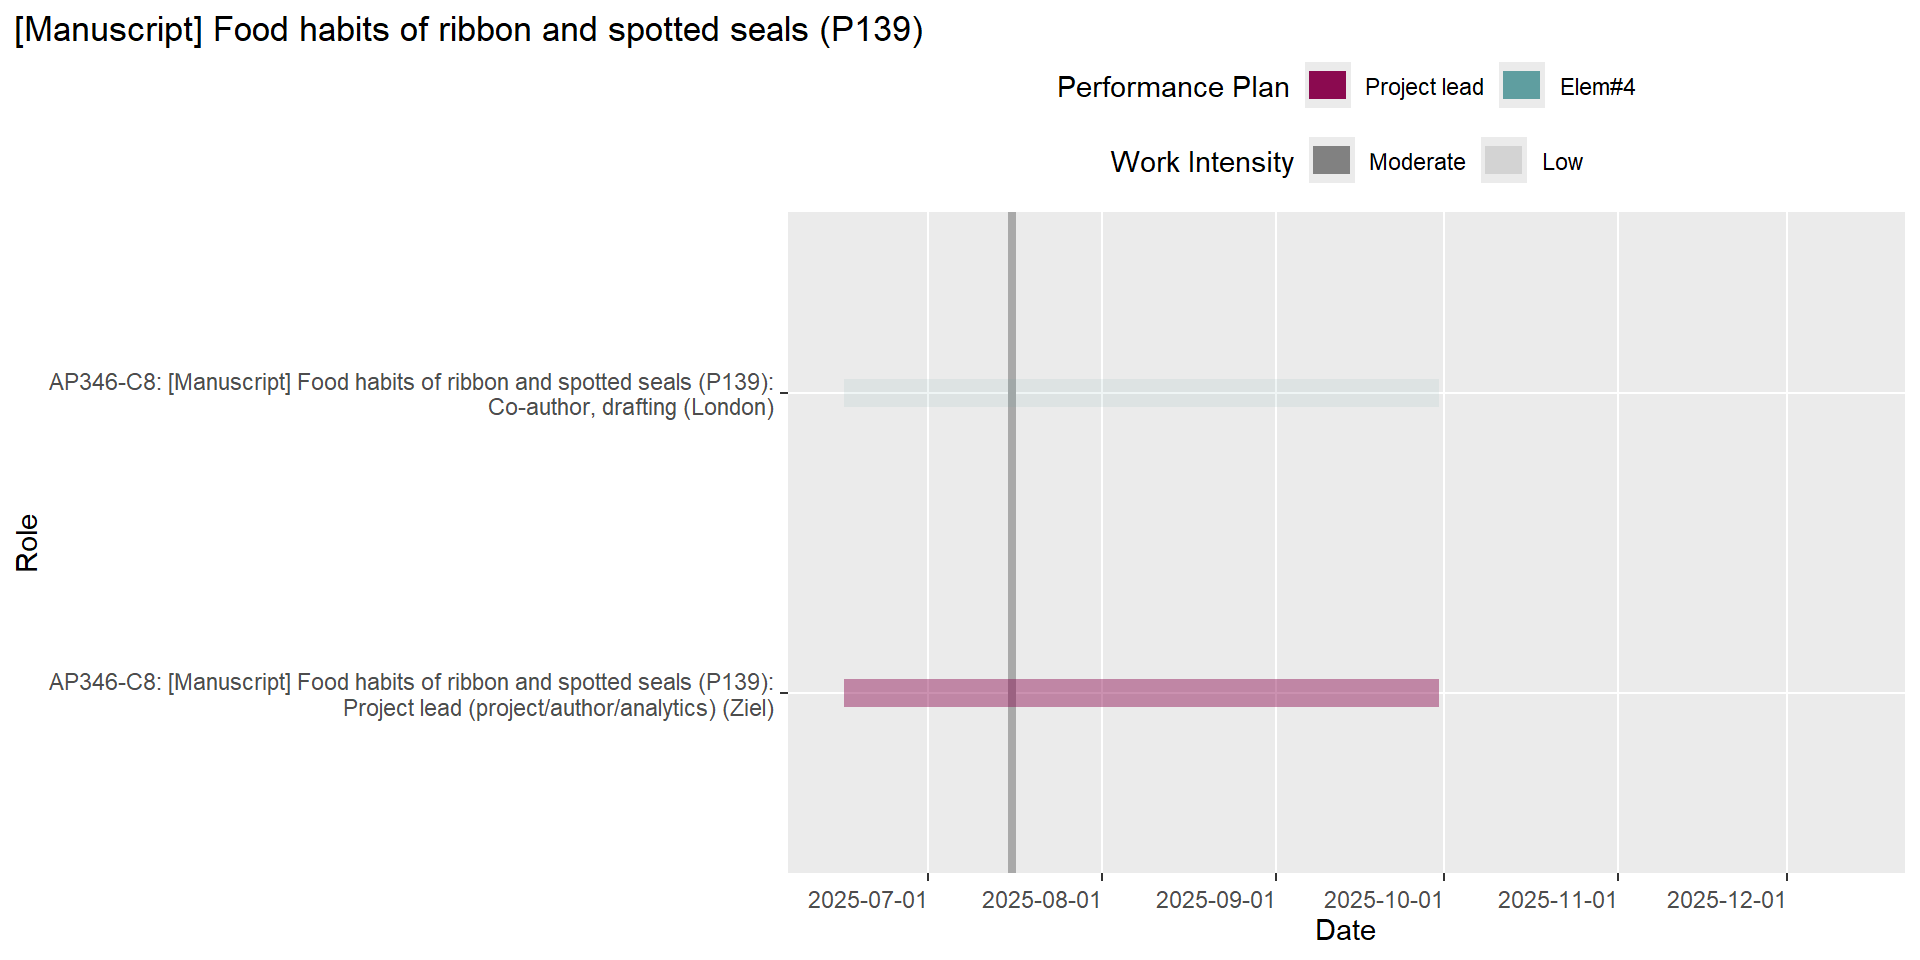 [Manuscript] Food habits of ribbon and spotted seals (P139)
Performance Plan Project lead Elem#4
Work Intensity Moderate Low
AP346-C8: [Manuscript] Food habits of ribbon and spotted seals (P139):
Co-author, drafting (London)
Role
AP346-C8: [Manuscript] Food habits of ribbon and spotted seals (P139):
Project lead (project/author/analytics) (Ziel)
2025-07-01 2025-08-01 2025-09-01 2025-10-01 2025-11-01 2025-12-01
Date